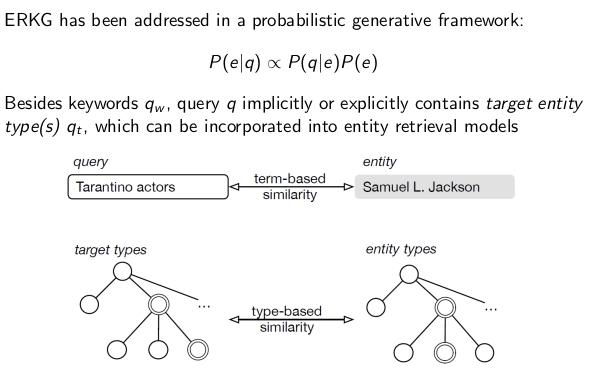 ERKG has been addressed in a probabilistic generative framework:
P(e|q) ∝ P(q|e)P(e)
Besides keywords q_w, query q implicitly or explicitly contains target entity
type(s) q_t, which can be incorporated into entity retrieval models
query
entity
Tarantino actors
term-based
similarity
Samuel L. Jackson
target types
entity types
...
...
type-based
similarity